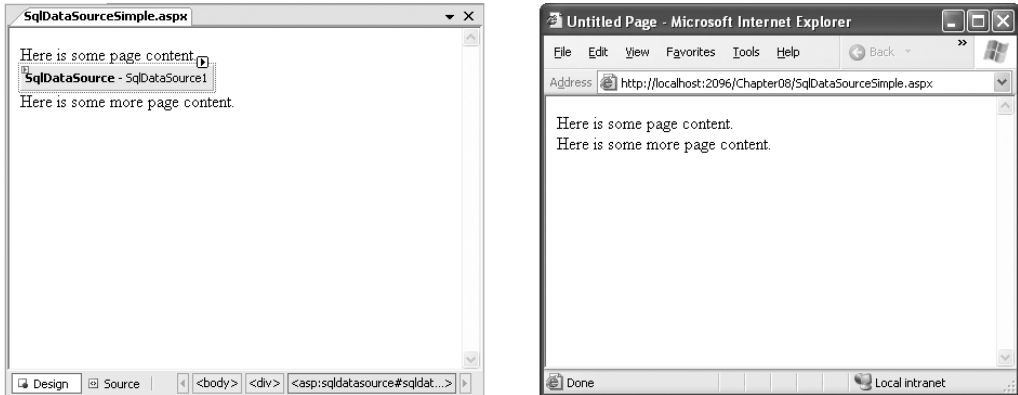 SqlDataSourceSimple.aspx
Here is some page content.
SqlDataSource - SqlDataSource1
Here is some more page content.
Design Source <body> <div> <asp:sqldatasource#sqldat...>
Untitled Page - Microsoft Internet Explorer
File Edit View Favorites Tools Help Back »
Address http://localhost:2096/Chapter08/SqlDataSourceSimple.aspx
Here is some page content.
Here is some more page content.
Done Local intranet